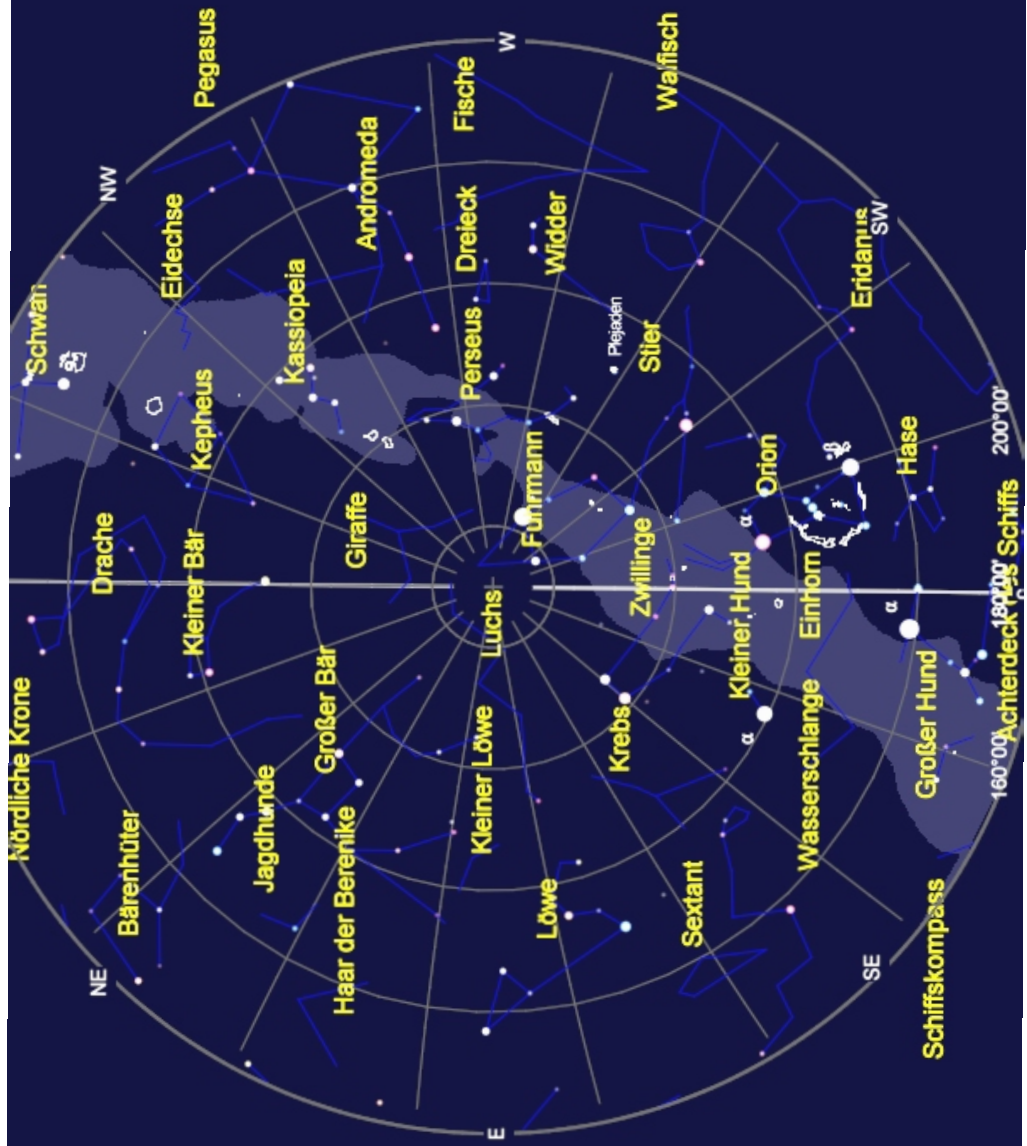 Nördliche Krone
Schwan
NE
Drache
NW
Bärenhüter
Eidechse
Kleiner Bär
Kepheus
Pegasus
Jagdhunde
Kassiopeia
Großer Bär
Haar der Berenike
Giraffe
Andromeda
Fische
Dreieck
Perseus
Kleiner Löwe
Luchs
E
W
Fuhrmann
Löwe
Widder
Plejaden
Krebs
Zwillinge
Stier
Walfisch
Sextant
Kleiner Hund
α
α
Orion
Wasserschlange
Einhorn
Eridanus
SE
SW
α
Hase
Großer Hund
Schiffskompass
160°00'
180°00'
200°00'
Achterdeck des Schiffs